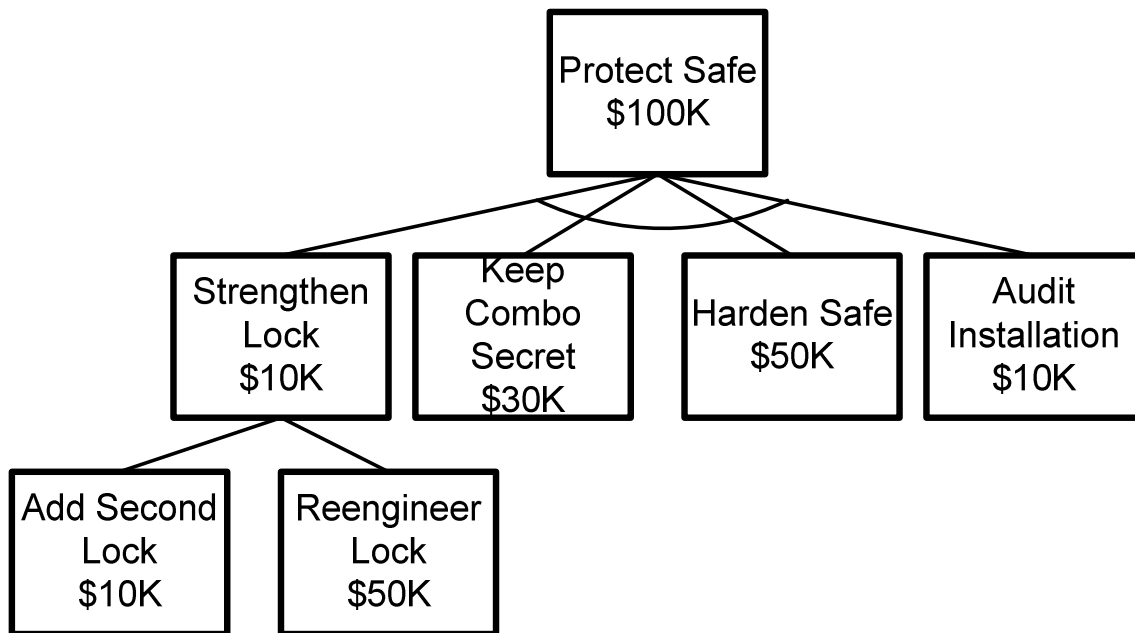 Protect Safe
$100K
Strengthen
Lock
$10K
Keep
Combo
Secret
$30K
Harden Safe
$50K
Audit
Installation
$10K
Add Second
Lock
$10K
Reengineer
Lock
$50K